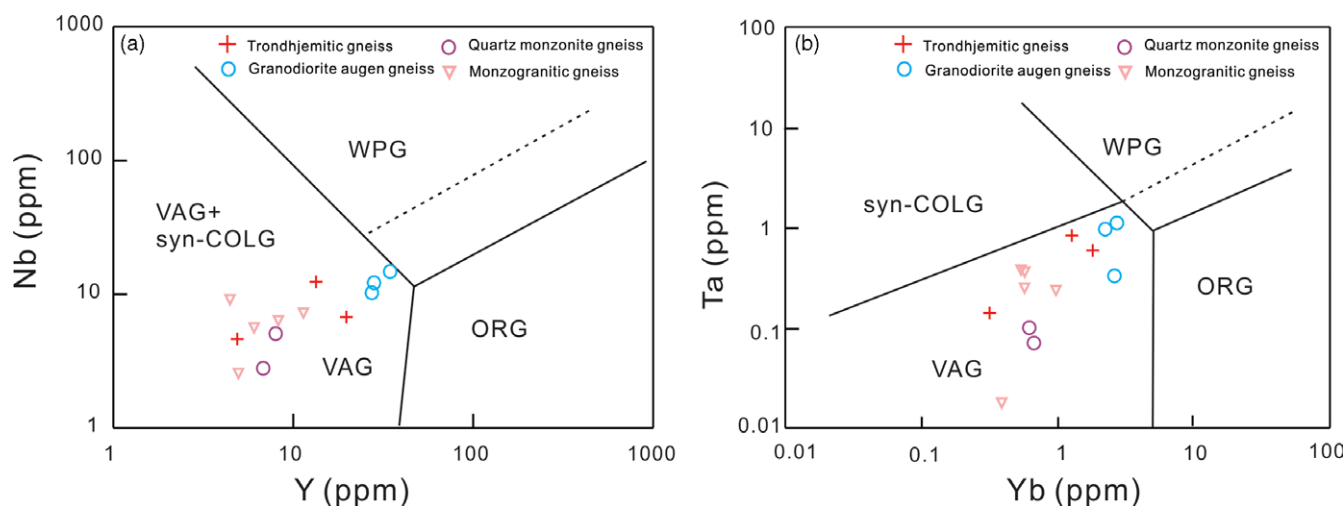 (a)
Trondhjemitic gneiss
Quartz monzonite gneiss
Granodiorite augen gneiss
Monzogranitic gneiss
1000
100
10
1
Nb (ppm)
WPG
VAG+
syn-COLG
VAG
ORG
1
10
100
1000
Y (ppm)
(b)
Trondhjemitic gneiss
Quartz monzonite gneiss
Granodiorite augen gneiss
Monzogranitic gneiss
100
10
1
0.1
0.01
Ta (ppm)
WPG
syn-COLG
ORG
VAG
0.01
0.1
1
10
100
Yb (ppm)